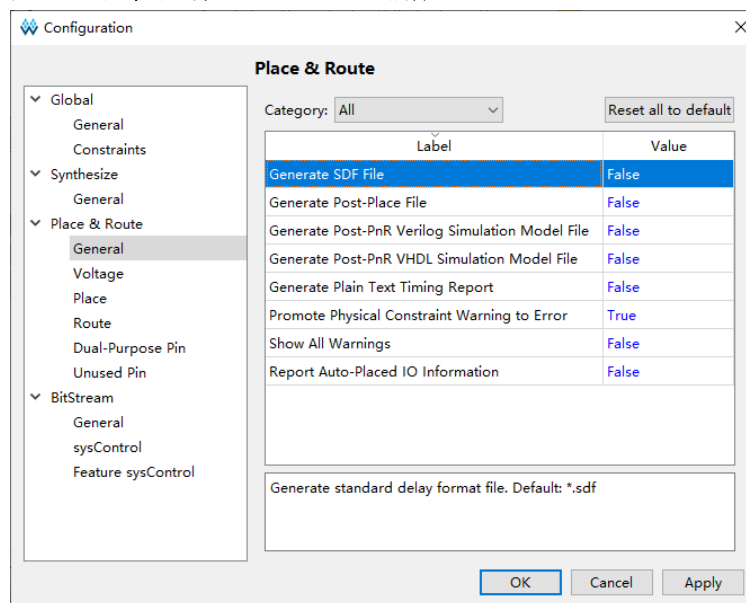 Configuration
Place & Route
Global
General
Constraints
Synthesize
General
Place & Route
General
Voltage
Place
Route
Dual-Purpose Pin
Unused Pin
BitStream
General
sysControl
Feature sysControl
Category: All
Reset all to default
Label Value
Generate SDF File False
Generate Post-Place File False
Generate Post-PnR Verilog Simulation Model File False
Generate Post-PnR VHDL Simulation Model File False
Generate Plain Text Timing Report False
Promote Physical Constraint Warning to Error True
Show All Warnings False
Report Auto-Placed IO Information False
Generate standard delay format file. Default: *.sdf
OK Cancel Apply